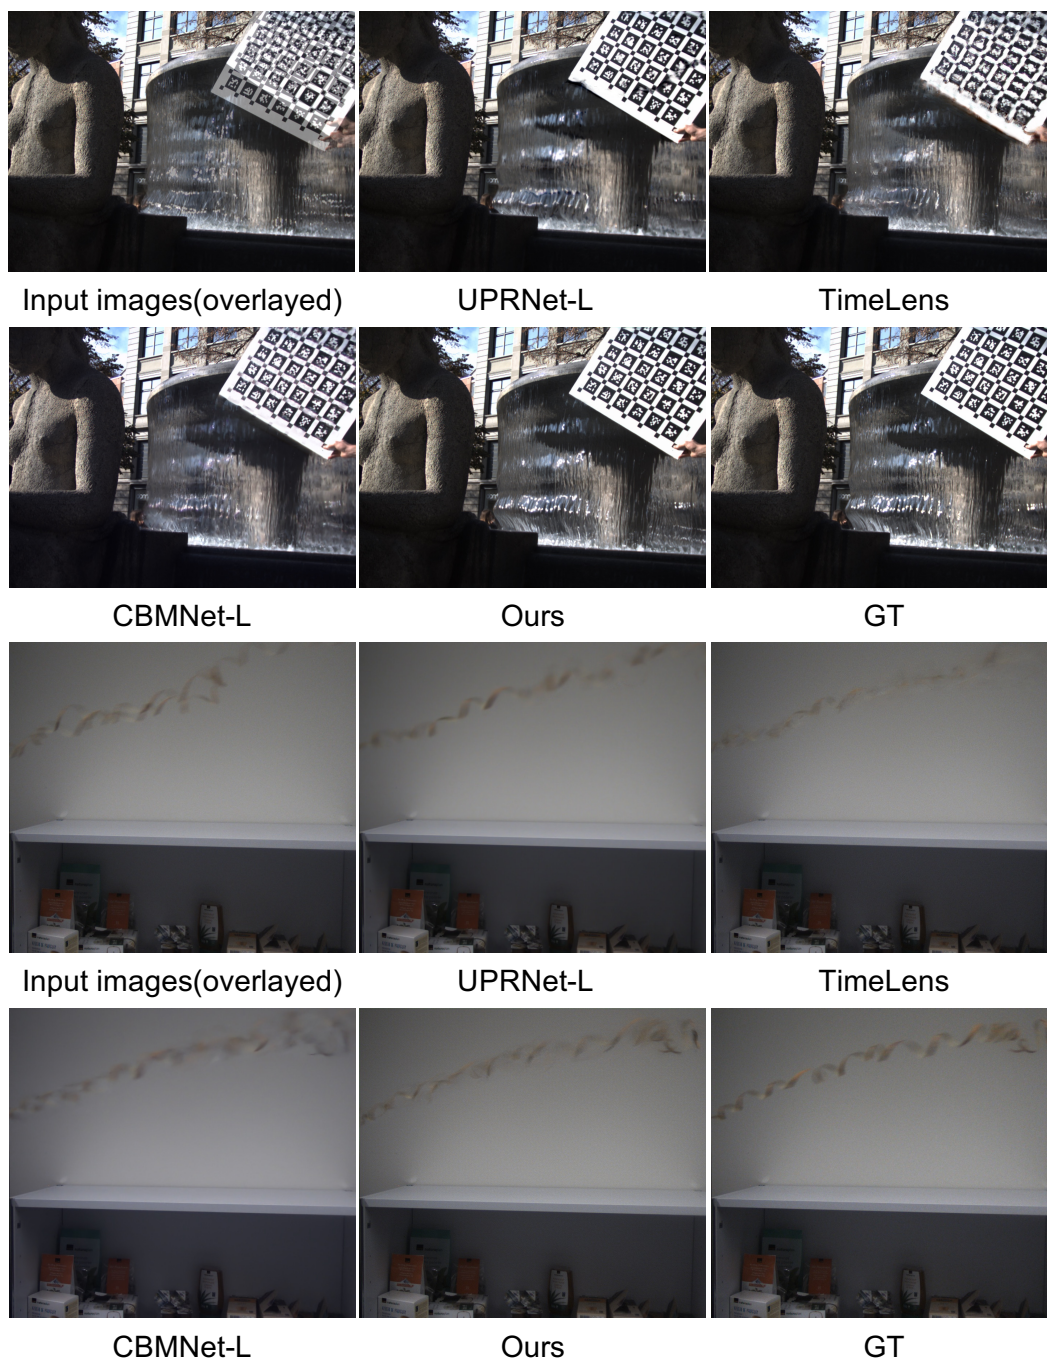 Input images(overlayed) UPRNet-L TimeLens
CBMNet-L Ours GT
Input images(overlayed) UPRNet-L TimeLens
CBMNet-L Ours GT